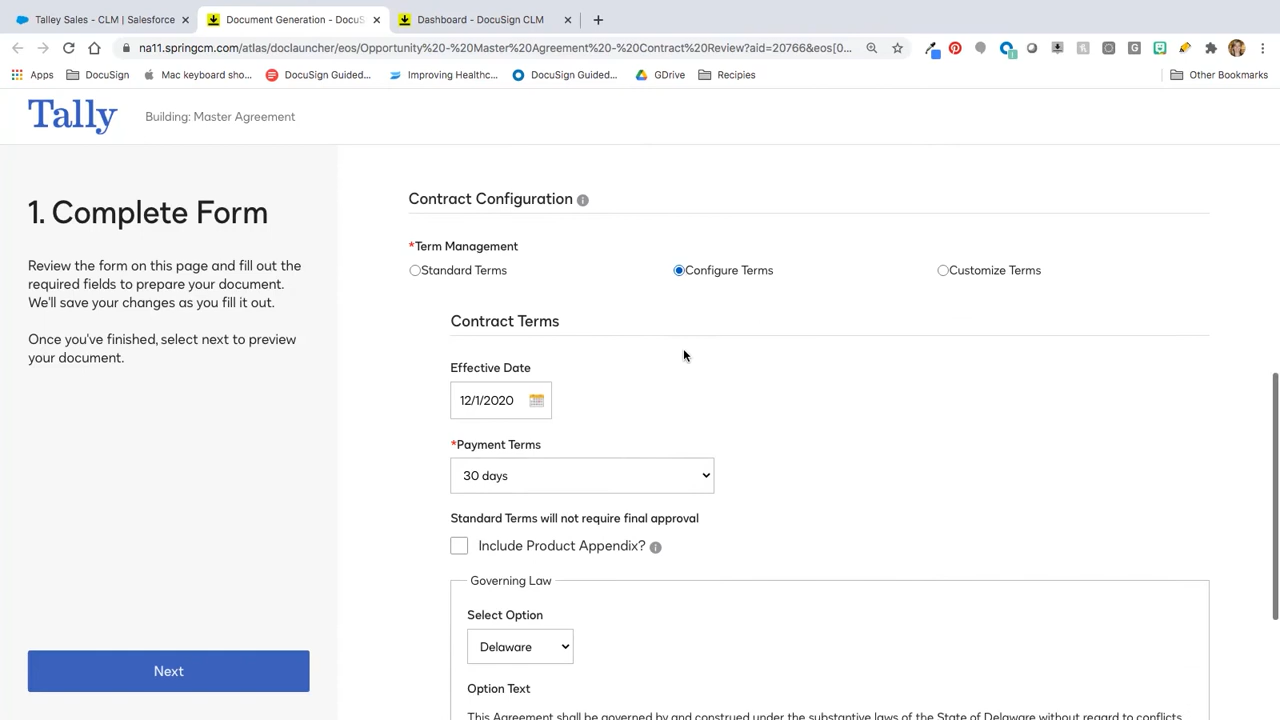 Talley Sales - CLM | Salesforce
Document Generation - DocuS
Dashboard - DocuSign CLM
na11.springcm.com/atlas/doclauncher/eos/Opportunity%20-%20Master%20Agreement%20-%20Contract%20Review?aid=20766&eos[0...
Apps
DocuSign
Mac keyboard sho...
DocuSign Guided...
Improving Healthc...
DocuSign Guided...
GDrive
Recipies
Other Bookmarks
Tally
Building: Master Agreement
1. Complete Form
Review the form on this page and fill out the
required fields to prepare your document.
We'll save your changes as you fill it out.
Once you've finished, select next to preview
your document.
Next
Contract Configuration
*Term Management
Standard Terms
Configure Terms
Customize Terms
Contract Terms
Effective Date
12/1/2020
*Payment Terms
30 days
Standard Terms will not require final approval
Include Product Appendix?
Governing Law
Select Option
Delaware
Option Text
This Agreement shall be governed by and construed under the substantive laws of the State of Delaware without regard to conflicts